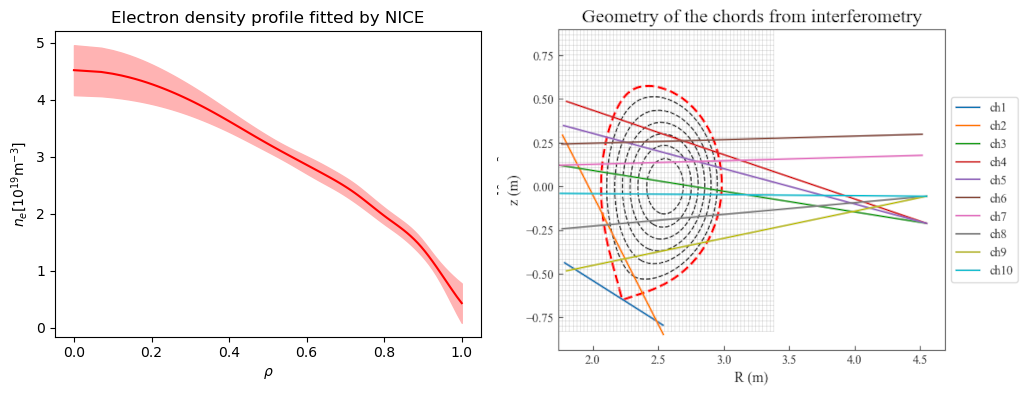 Electron density profile fitted by NICE
n_e[10^19 m^-3]
5
4
3
2
1
0
0.0 0.2 0.4 0.6 0.8 1.0
ρ
Geometry of the chords from interferometry
z (m)
0.75
0.50
0.25
0.00
−0.25
−0.50
−0.75
2.0 2.5 3.0 3.5 4.0 4.5
R (m)
ch1
ch2
ch3
ch4
ch5
ch6
ch7
ch8
ch9
ch10